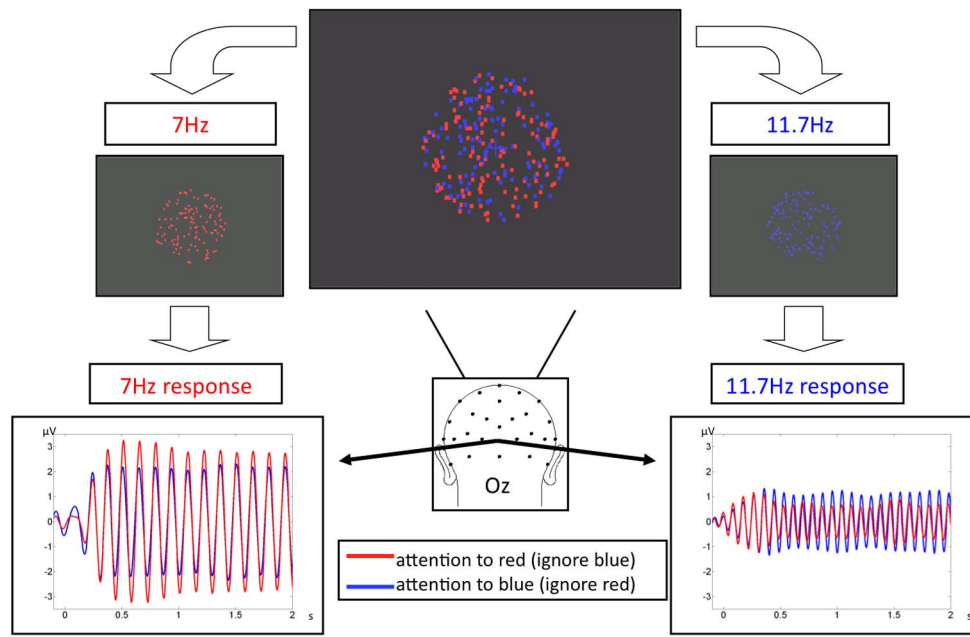 7Hz
11.7Hz
7Hz response
11.7Hz response
µV
3
2
1
0
-1
-2
-3
0
0.5
1
1.5
2
s
Oz
attention to red (ignore blue)
attention to blue (ignore red)
µV
3
2
1
0
-1
-2
-3
0
0.5
1
1.5
2
s